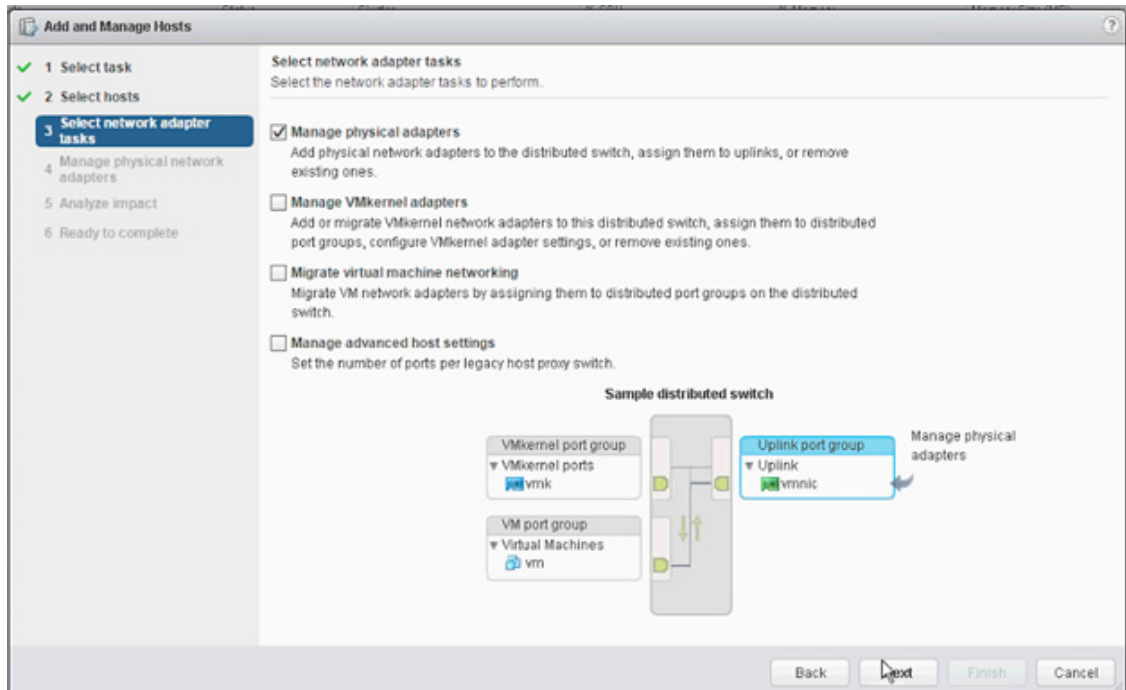 Add and Manage Hosts
?
1 Select task
2 Select hosts
3 Select network adapter
tasks
4 Manage physical network
adapters
5 Analyze impact
6 Ready to complete
Select network adapter tasks
Select the network adapter tasks to perform.
Manage physical adapters
Add physical network adapters to the distributed switch, assign them to uplinks, or remove
existing ones.
Manage VMkernel adapters
Add or migrate VMkernel network adapters to this distributed switch, assign them to distributed
port groups, configure VMkernel adapter settings, or remove existing ones.
Migrate virtual machine networking
Migrate VM network adapters by assigning them to distributed port groups on the distributed
switch.
Manage advanced host settings
Set the number of ports per legacy host proxy switch.
Sample distributed switch
VMkernel port group
VMkernel ports
vmk
VM port group
Virtual Machines
vm
Uplink port group
Uplink
vmnic
Manage physical
adapters
Back
Next
Finish
Cancel